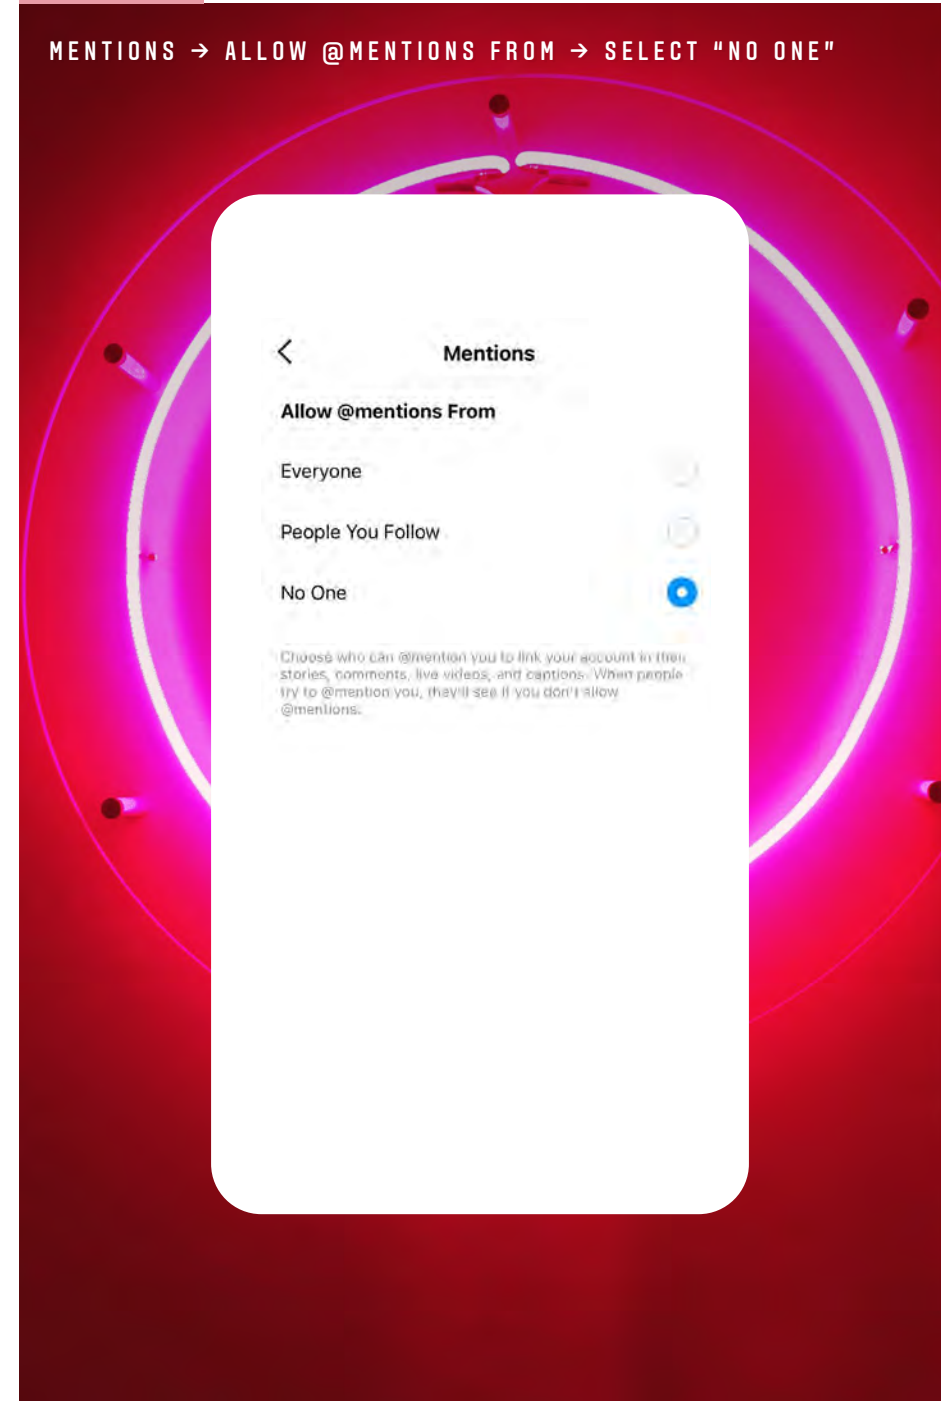 MENTIONS → ALLOW @MENTIONS FROM → SELECT “NO ONE”
Mentions
Allow @mentions From
Everyone
People You Follow
No One
Choose who can @mention you to link your account in their
stories, comments, live videos, and captions. When people
try to @mention you, they'll see if you don't allow
@mentions.